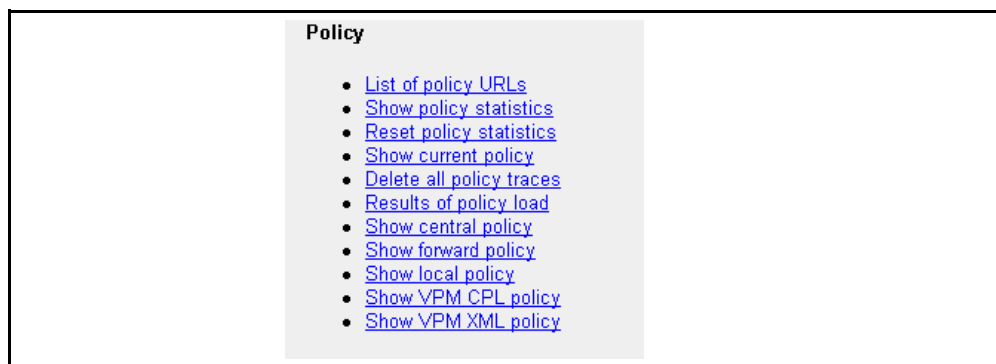 Policy
List of policy URLs
Show policy statistics
Reset policy statistics
Show current policy
Delete all policy traces
Results of policy load
Show central policy
Show forward policy
Show local policy
Show VPM CPL policy
Show VPM XML policy